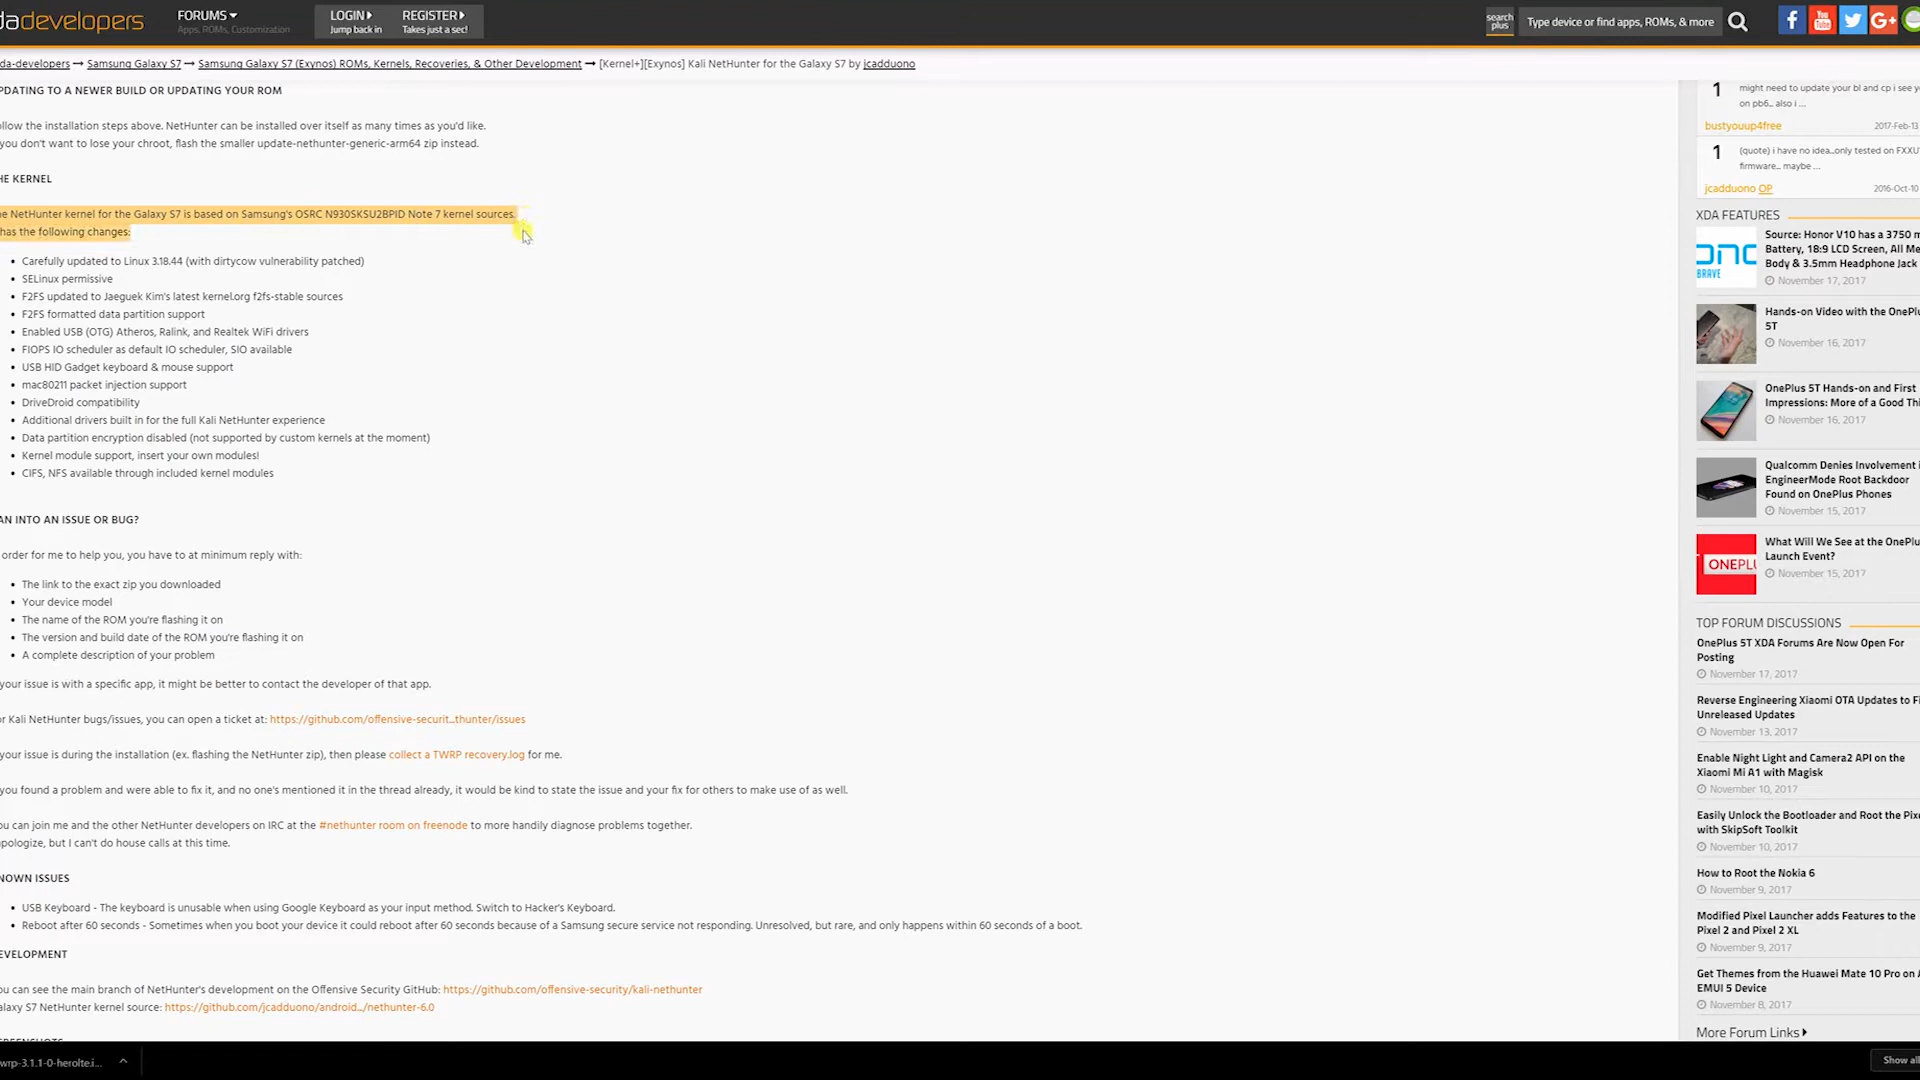 dadevelopers
FORUMS
Apps, ROMs, Customization
LOGIN
Jump back in
REGISTER
Takes just a sec!
search
plus
Type device or find apps, ROMs, & more
da-developers → Samsung Galaxy S7 → Samsung Galaxy S7 (Exynos) ROMs, Kernels, Recoveries, & Other Development → [Kernel+][Exynos] Kali NetHunter for the Galaxy S7 by jcadduono
PDATING TO A NEWER BUILD OR UPDATING YOUR ROM
ollow the installation steps above. NetHunter can be installed over itself as many times as you'd like.
you don't want to lose your chroot, flash the smaller update-nethunter-generic-arm64 zip instead.
HE KERNEL
e NetHunter kernel for the Galaxy S7 is based on Samsung's OSRC N930SKSU2BPID Note 7 kernel sources.
has the following changes:
• Carefully updated to Linux 3.18.44 (with dirtycow vulnerability patched)
• SELinux permissive
• F2FS updated to Jaeguek Kim's latest kernel.org f2fs-stable sources
• F2FS formatted data partition support
• Enabled USB (OTG) Atheros, Ralink, and Realtek WiFi drivers
• FIOPS IO scheduler as default IO scheduler, SIO available
• USB HID Gadget keyboard & mouse support
• mac80211 packet injection support
• DriveDroid compatibility
• Additional drivers built in for the full Kali NetHunter experience
• Data partition encryption disabled (not supported by custom kernels at the moment)
• Kernel module support, insert your own modules!
• CIFS, NFS available through included kernel modules
AN INTO AN ISSUE OR BUG?
order for me to help you, you have to at minimum reply with:
• The link to the exact zip you downloaded
• Your device model
• The name of the ROM you're flashing it on
• The version and build date of the ROM you're flashing it on
• A complete description of your problem
your issue is with a specific app, it might be better to contact the developer of that app.
or Kali NetHunter bugs/issues, you can open a ticket at: https://github.com/offensive-securit...thunter/issues
your issue is during the installation (ex. flashing the NetHunter zip), then please collect a TWRP recovery.log for me.
you found a problem and were able to fix it, and no one's mentioned it in the thread already, it would be kind to state the issue and your fix for others to make use of as well.
ou can join me and the other NetHunter developers on IRC at the #nethunter room on freenode to more handily diagnose problems together.
apologize, but I can't do house calls at this time.
NOWN ISSUES
• USB Keyboard - The keyboard is unusable when using Google Keyboard as your input method. Switch to Hacker's Keyboard.
• Reboot after 60 seconds - Sometimes when you boot your device it could reboot after 60 seconds because of a Samsung secure service not responding. Unresolved, but rare, and only happens within 60 seconds of a boot.
EVELOPMENT
ou can see the main branch of NetHunter's development on the Offensive Security GitHub: https://github.com/offensive-security/kali-nethunter
alaxy S7 NetHunter kernel source: https://github.com/jcadduono/android.../nethunter-6.0
CREENSHOTS
1 might need to update your bl and cp i see yo
on pb6... also i ...
bustyouup4free 2017-Feb-13
1 (quote) i have no idea...only tested on FXXU
firmware... maybe ...
jcadduono OP 2016-Oct-10
XDA FEATURES
Source: Honor V10 has a 3750 m
Battery, 18:9 LCD Screen, All Me
Body & 3.5mm Headphone Jack
November 17, 2017
BRAVE
Hands-on Video with the OnePlu
5T
November 16, 2017
OnePlus 5T Hands-on and First
Impressions: More of a Good Thi
November 16, 2017
Qualcomm Denies Involvement i
EngineerMode Root Backdoor
Found on OnePlus Phones
November 15, 2017
ONEPLU
What Will We See at the OnePlu
Launch Event?
November 15, 2017
TOP FORUM DISCUSSIONS
OnePlus 5T XDA Forums Are Now Open For
Posting
November 17, 2017
Reverse Engineering Xiaomi OTA Updates to Fi
Unreleased Updates
November 13, 2017
Enable Night Light and Camera2 API on the
Xiaomi Mi A1 with Magisk
November 10, 2017
Easily Unlock the Bootloader and Root the Pixe
with SkipSoft Toolkit
November 10, 2017
How to Root the Nokia 6
November 9, 2017
Modified Pixel Launcher adds Features to the
Pixel 2 and Pixel 2 XL
November 9, 2017
Get Themes from the Huawei Mate 10 Pro on A
EMUI 5 Device
November 8, 2017
More Forum Links
wrp-3.1.1-0-herolte.i...
Show all